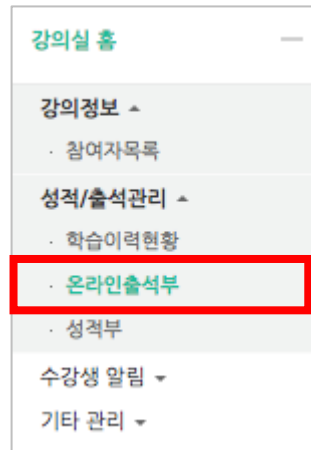 강의실 홈
강의정보
· 참여자목록
성적/출석관리
· 학습이력현황
· 온라인출석부
· 성적부
수강생 알림
기타 관리